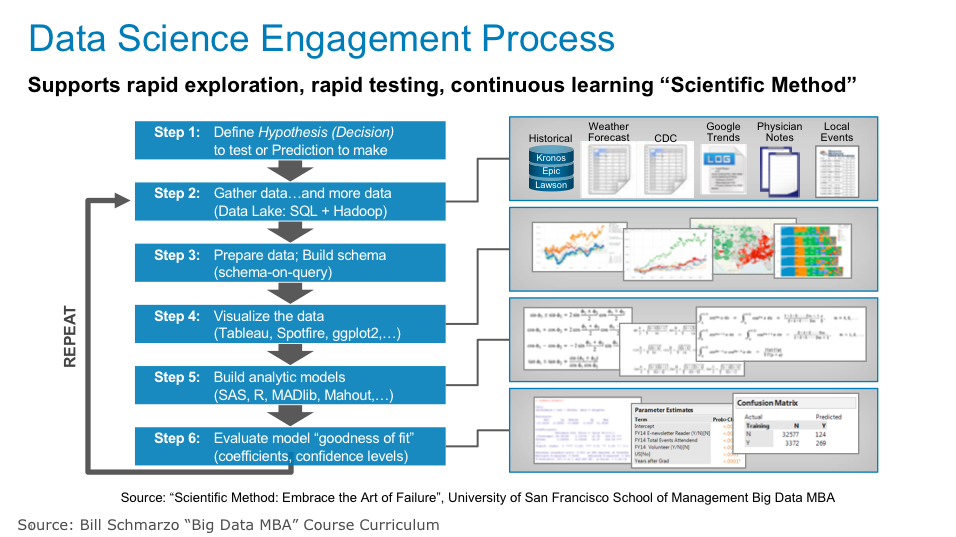 Data Science Engagement Process
Supports rapid exploration, rapid testing, continuous learning “Scientific Method”
Step 1: Define Hypothesis (Decision)
to test or Prediction to make
Step 2: Gather data…and more data
(Data Lake: SQL + Hadoop)
Step 3: Prepare data; Build schema
(schema-on-query)
Step 4: Visualize the data
(Tableau, Spotfire, ggplot2,…)
Step 5: Build analytic models
(SAS, R, MADlib, Mahout,…)
Step 6: Evaluate model “goodness of fit”
(coefficients, confidence levels)
REPEAT
Historical
Kronos
Epic
Lawson
Weather
Forecast
CDC
Google
Trends
LOG
Physician
Notes
Local
Events
Parameter Estimates
Term
Intercept
FY14 E-newsletter Reader [Y/N][N]
FY14 Total Events Attendend
FY14 Volunteer [Y/N][N]
US[No]
Years after Grad
Confusion Matrix
Actual Predicted
Training N Y
N 32577 124
Y 3372 269
Source: “Scientific Method: Embrace the Art of Failure”, University of San Francisco School of Management Big Data MBA
Source: Bill Schmarzo “Big Data MBA” Course Curriculum